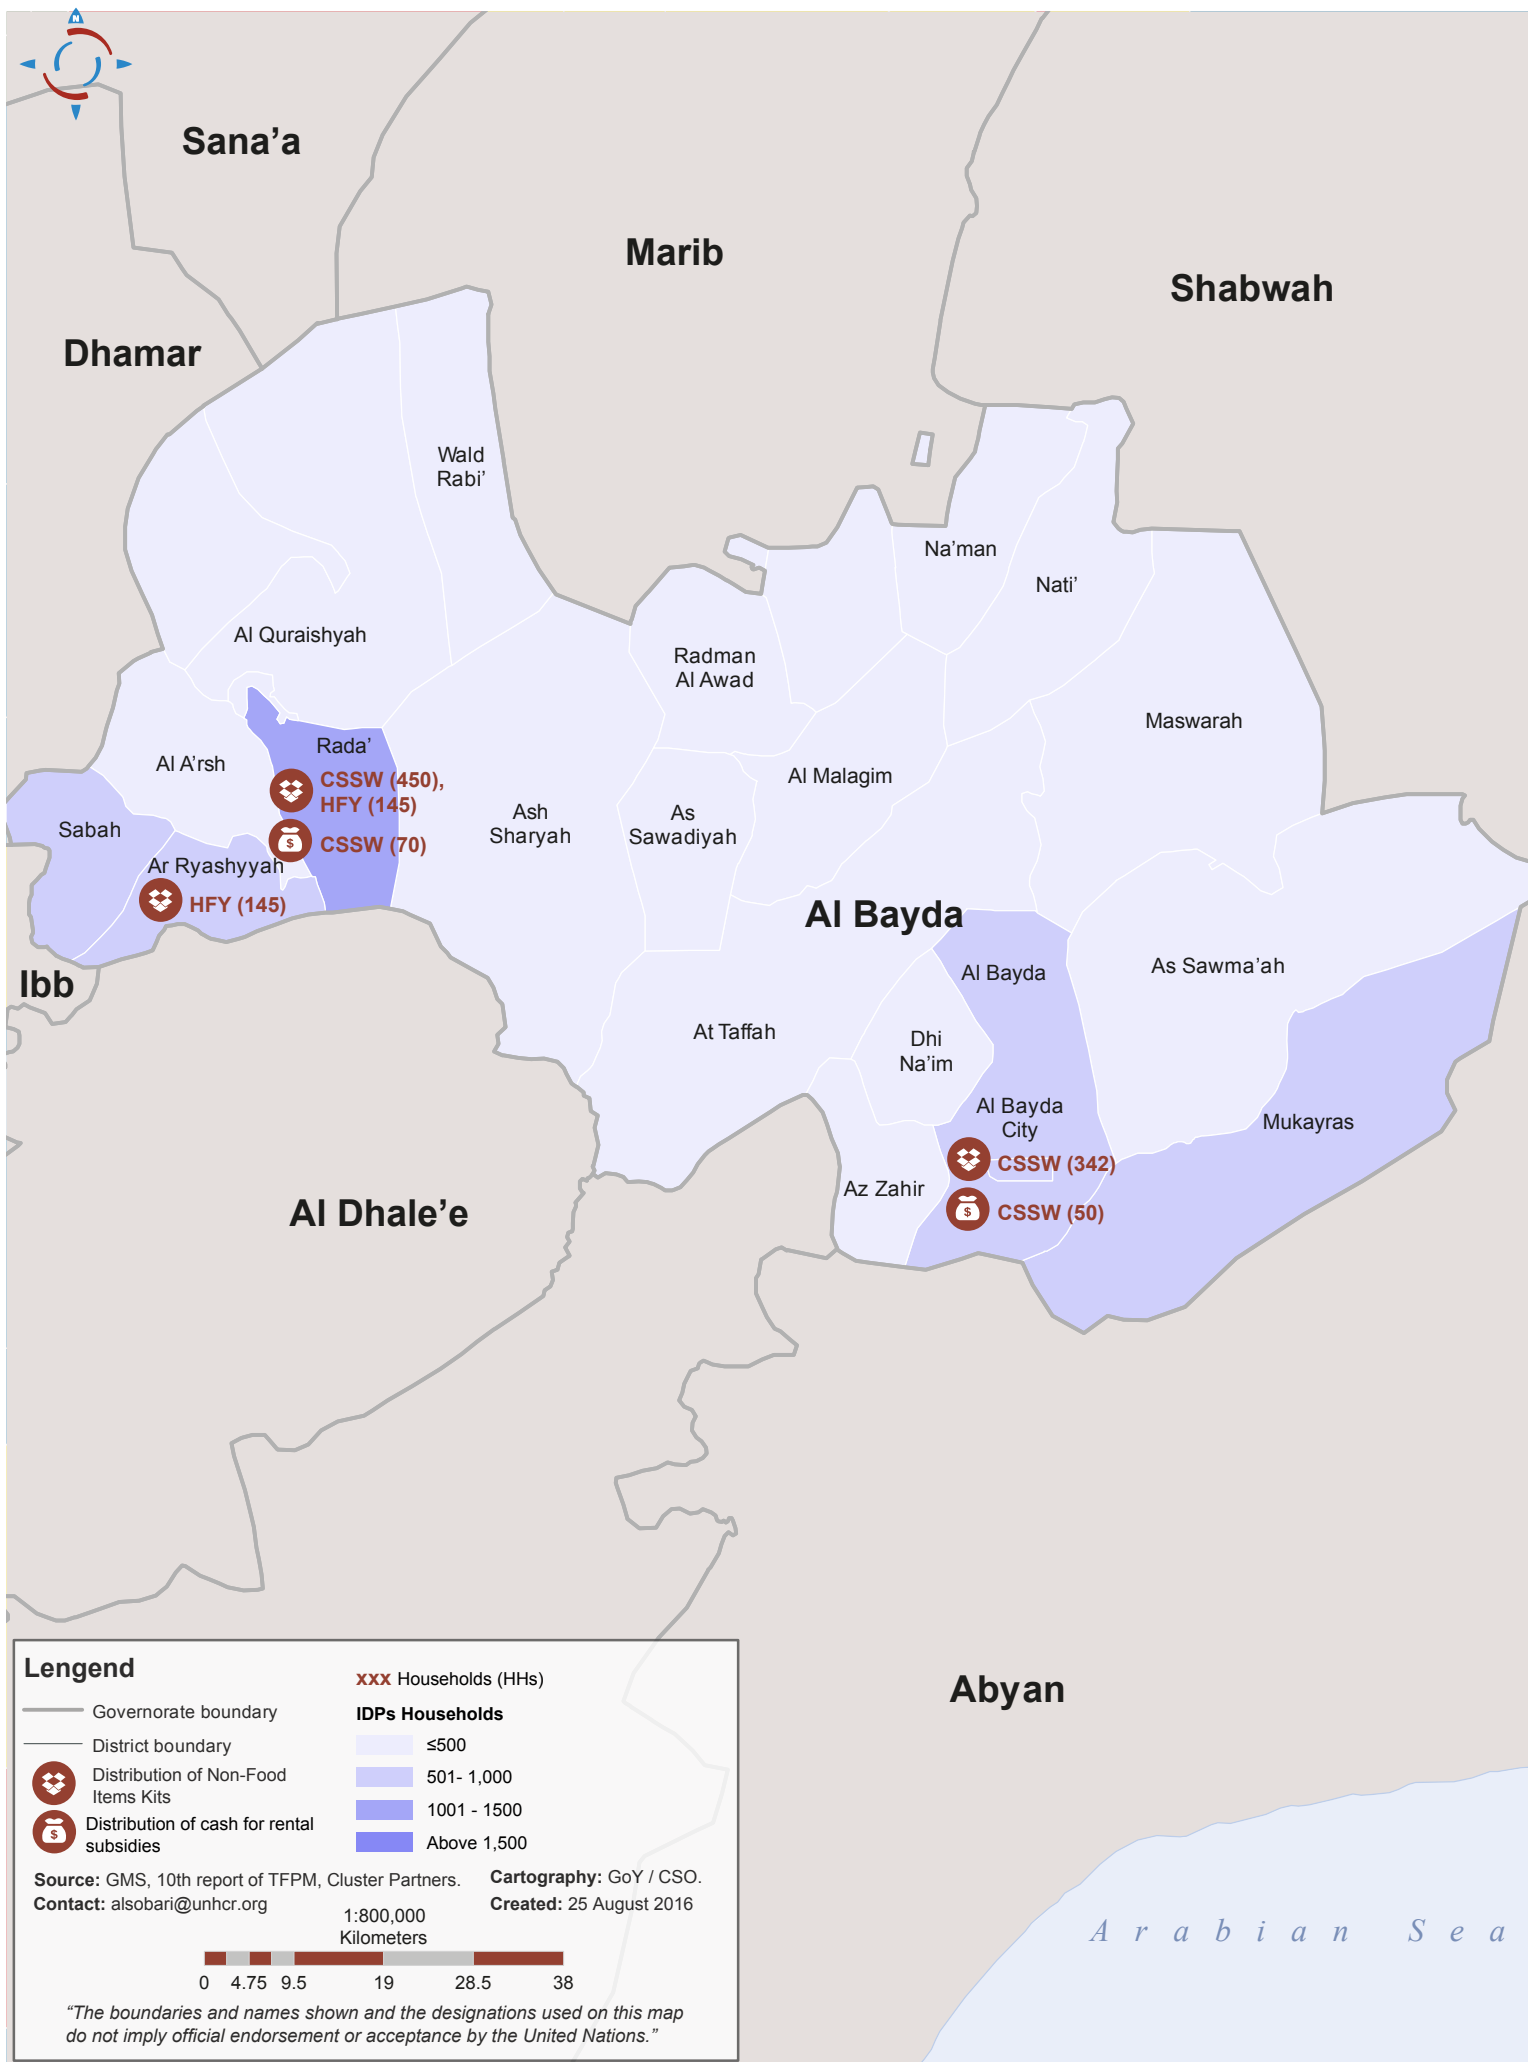 N
Sana’a
Marib
Shabwah
Dhamar
Wald
Rabi’
Na’man
Nati’
Al Quraishyah
Radman
Al Awad
Maswarah
Rada’
Al A’rsh
CSSW (450),
HFY (145)
Al Malagim
Ash
Sharyah
As
Sawadiyah
Sabah
CSSW (70)
Ar Ryashyyah
HFY (145)
Al Bayda
Al Bayda
As Sawma’ah
Ibb
At Taffah
Dhi
Na’im
Al Bayda
City
Mukayras
CSSW (342)
Az Zahir
CSSW (50)
Al Dhale’e
Abyan
Arabian Sea
Lengend
Governorate boundary
District boundary
Distribution of Non-Food
Items Kits
$ Distribution of cash for rental
subsidies
xxx Households (HHs)
IDPs Households
≤500
501- 1,000
1001 - 1500
Above 1,500
Source: GMS, 10th report of TFPM, Cluster Partners.
Cartography: GoY / CSO.
Contact: alsobari@unhcr.org
Created: 25 August 2016
1:800,000
Kilometers
0 4.75 9.5 19 28.5 38
“The boundaries and names shown and the designations used on this map
do not imply official endorsement or acceptance by the United Nations.”